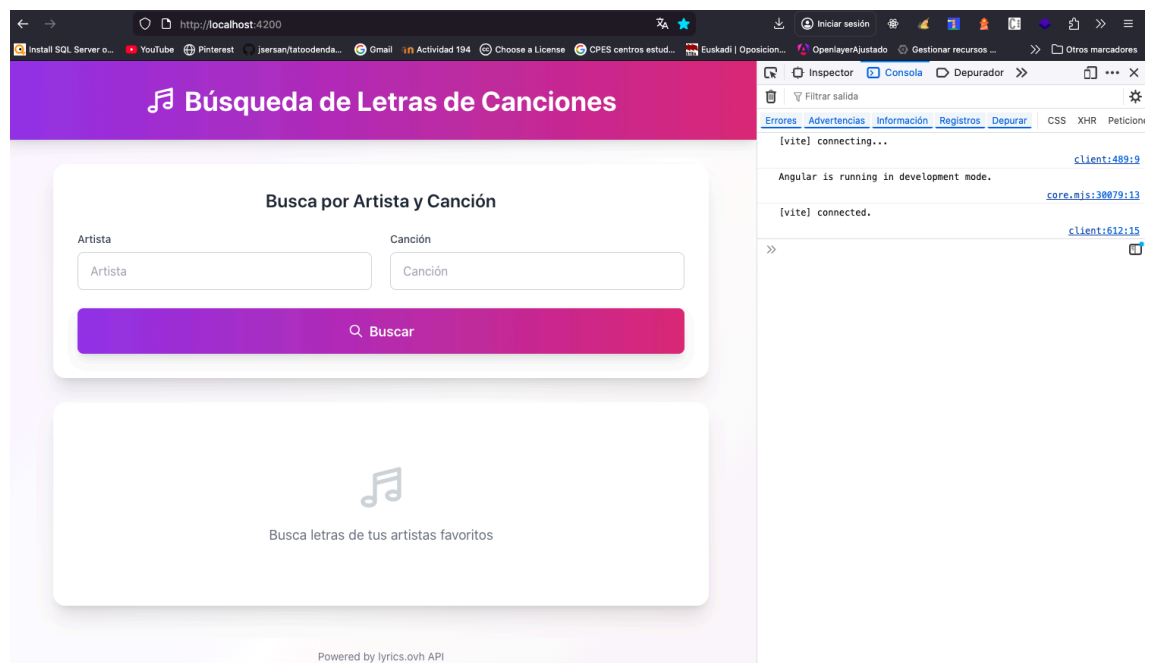 http://localhost:4200
Iniciar sesión
Install SQL Server o... YouTube Pinterest jsersan/tatoodenda... Gmail Actividad 194 Choose a License CPES centros estud... Euskadi | Oposicion... OpenlayerAjustado Gestionar recursos ... Otros marcadores
Búsqueda de Letras de Canciones
Busca por Artista y Canción
Artista Canción
Artista Canción
Buscar
Busca letras de tus artistas favoritos
Powered by lyrics.ovh API
Inspector Consola Depurador
Filtrar salida
Errores Advertencias Información Registros Depurar CSS XHR Peticione
[vite] connecting...
client:489:9
Angular is running in development mode.
core.mjs:30079:13
[vite] connected.
client:612:15